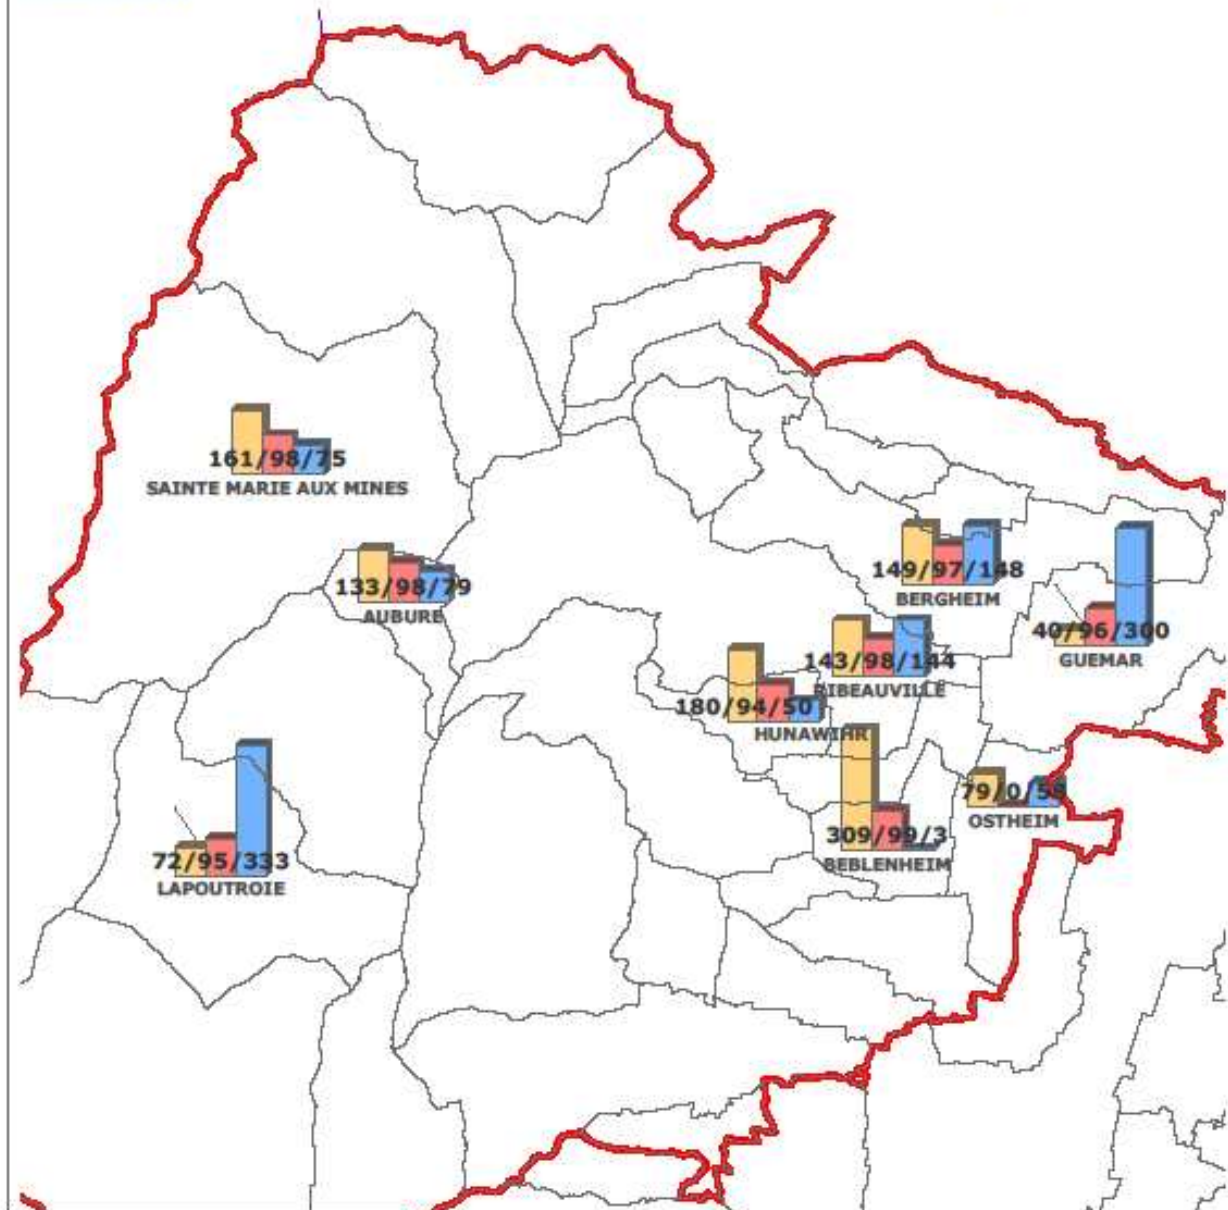 161/98/75
SAINTE MARIE AUX MINES
149/97/148
BERGHEIM
133/98/79
AUBURE
40/96/300
GUEMAR
143/98/144
RIBEAUVILLE
180/94/50
HUNAWIHR
79/0/58
OSTHEIM
309/99/3
BEBLENHEIM
72/95/333
LAPOUTROIE